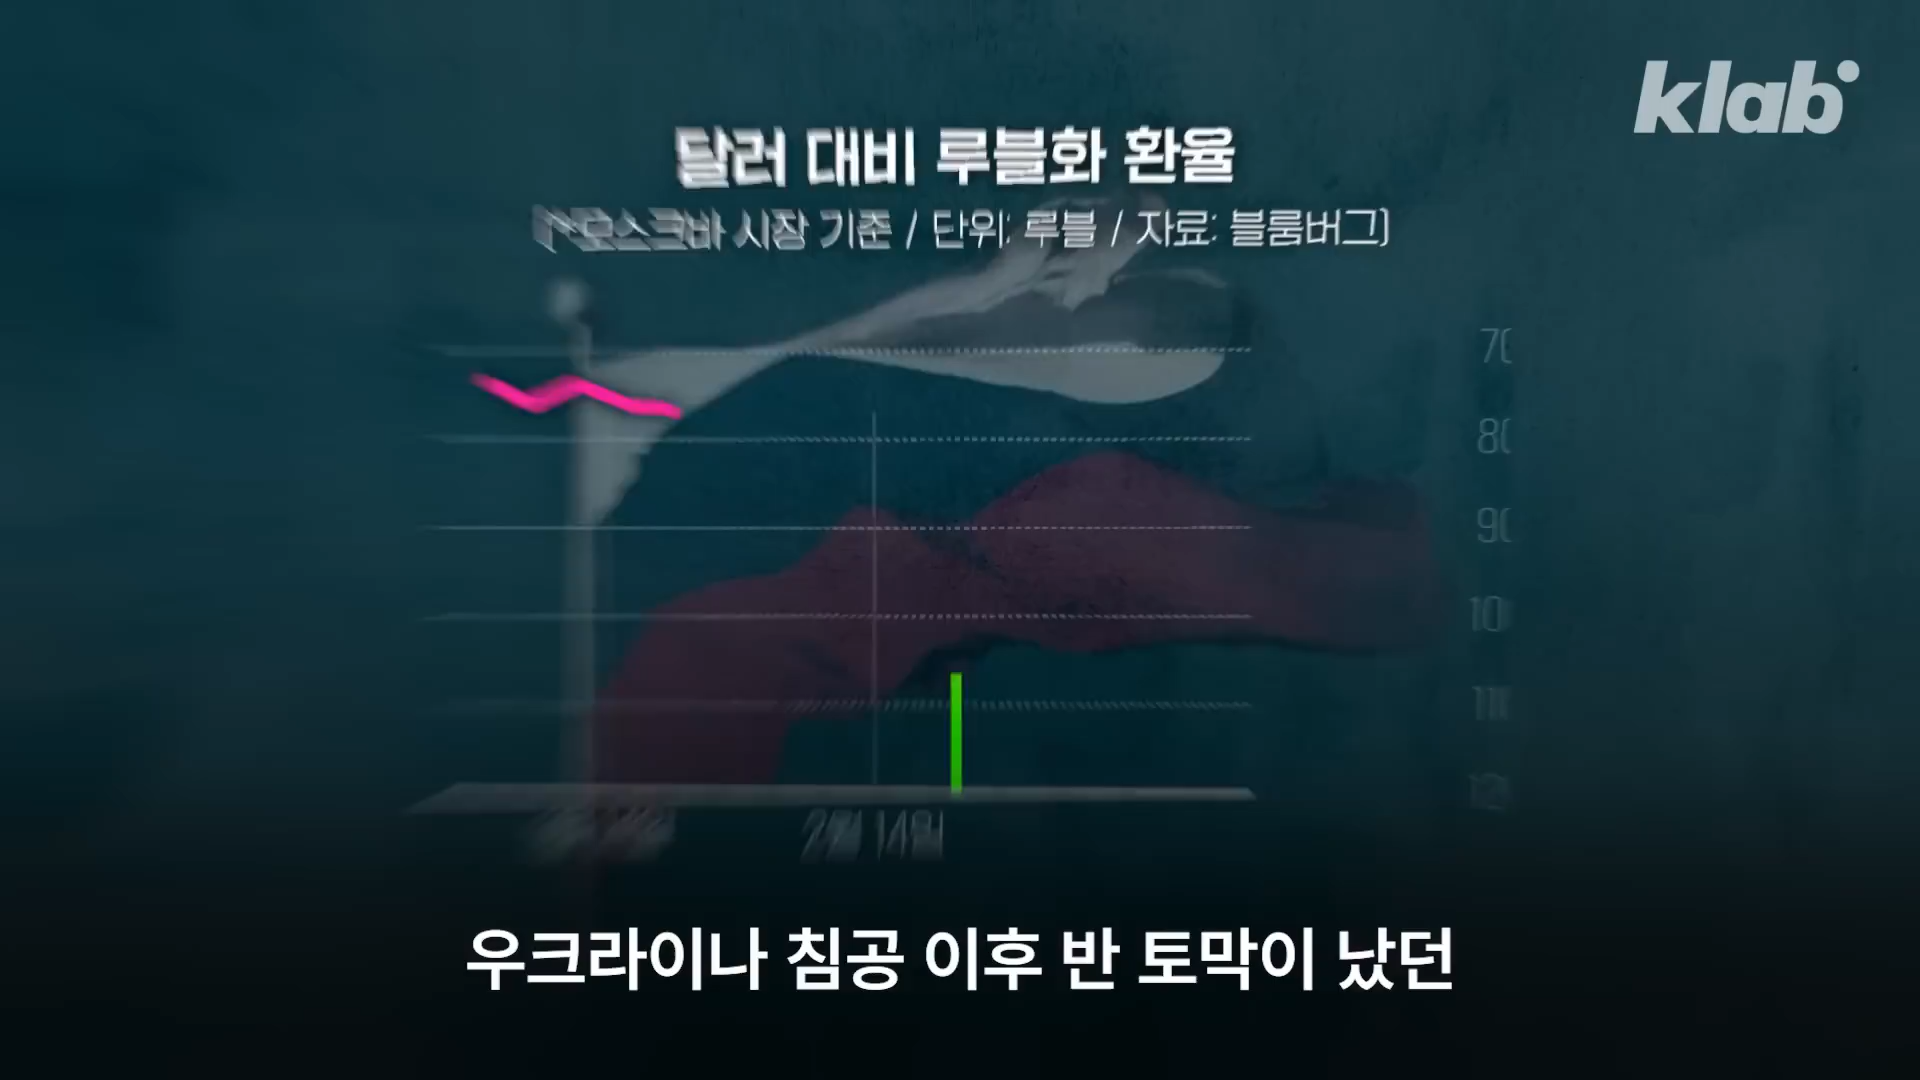 klab
달러 대비 루블화 환율
(*모스크바 시장 기준 / 단위: 루블 / 자료: 블룸버그)
70
80
90
2월 14일
우크라이나 침공 이후 반 토막이 났던